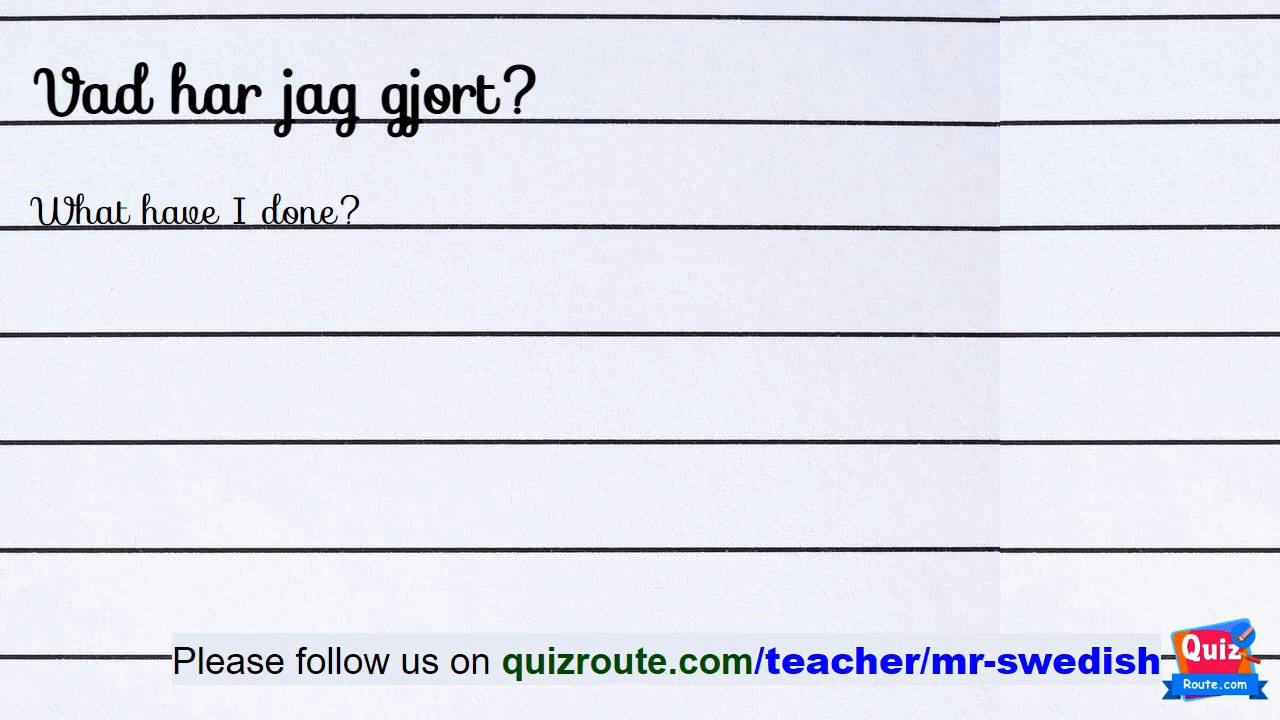 Vad har jag gjort?
What have I done?
Please follow us on quizroute.com/teacher/mr-swedish
Quiz
Route.com